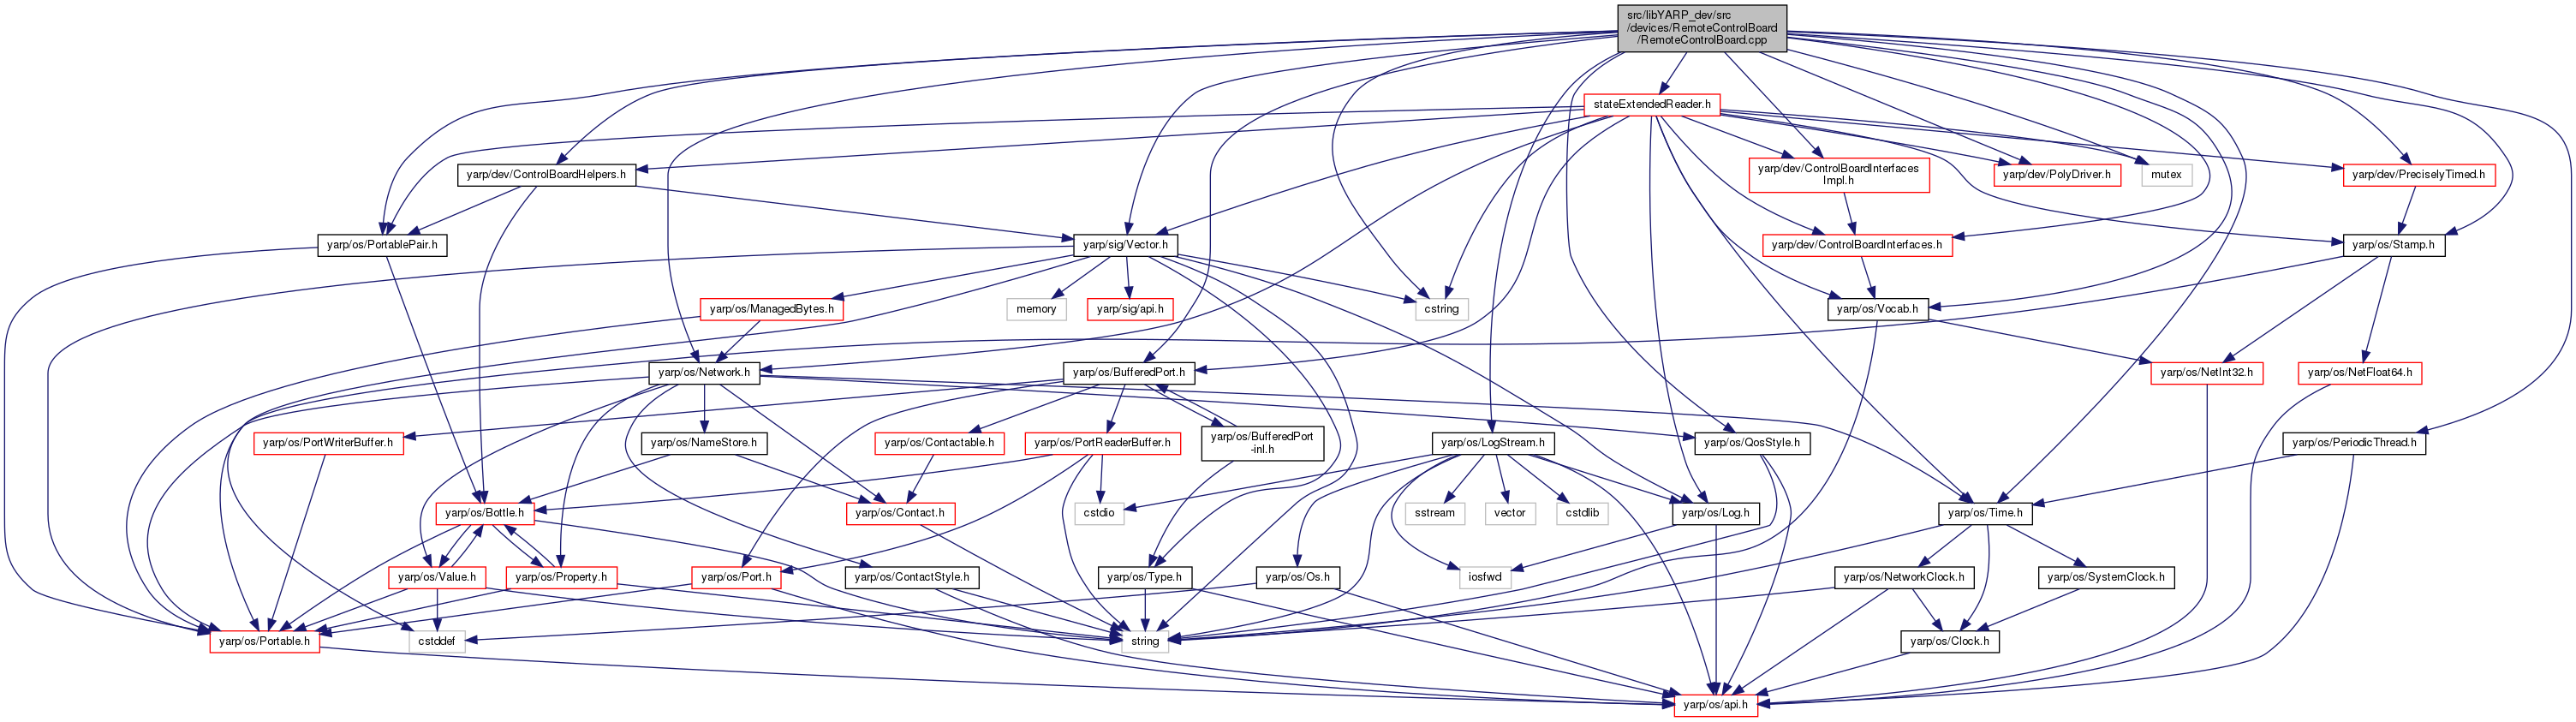 src/libYARP_dev/src
/devices/RemoteControlBoard
/RemoteControlBoard.cpp
stateExtendedReader.h
yarp/dev/ControlBoardHelpers.h
yarp/dev/ControlBoardInterfaces
Impl.h
yarp/dev/PolyDriver.h
mutex
yarp/dev/PreciselyTimed.h
yarp/os/PortablePair.h
yarp/sig/Vector.h
yarp/dev/ControlBoardInterfaces.h
yarp/os/Stamp.h
yarp/os/ManagedBytes.h
memory
yarp/sig/api.h
cstring
yarp/os/Vocab.h
yarp/os/Network.h
yarp/os/BufferedPort.h
yarp/os/NetInt32.h
yarp/os/NetFloat64.h
yarp/os/PortWriterBuffer.h
yarp/os/NameStore.h
yarp/os/Contactable.h
yarp/os/PortReaderBuffer.h
yarp/os/BufferedPort
-inl.h
yarp/os/LogStream.h
yarp/os/QosStyle.h
yarp/os/PeriodicThread.h
yarp/os/Bottle.h
yarp/os/Contact.h
cstdio
sstream
vector
cstdlib
yarp/os/Log.h
yarp/os/Time.h
yarp/os/Value.h
yarp/os/Property.h
yarp/os/Port.h
yarp/os/ContactStyle.h
yarp/os/Type.h
yarp/os/Os.h
iosfwd
yarp/os/NetworkClock.h
yarp/os/SystemClock.h
yarp/os/Portable.h
cstddef
string
yarp/os/Clock.h
yarp/os/api.h